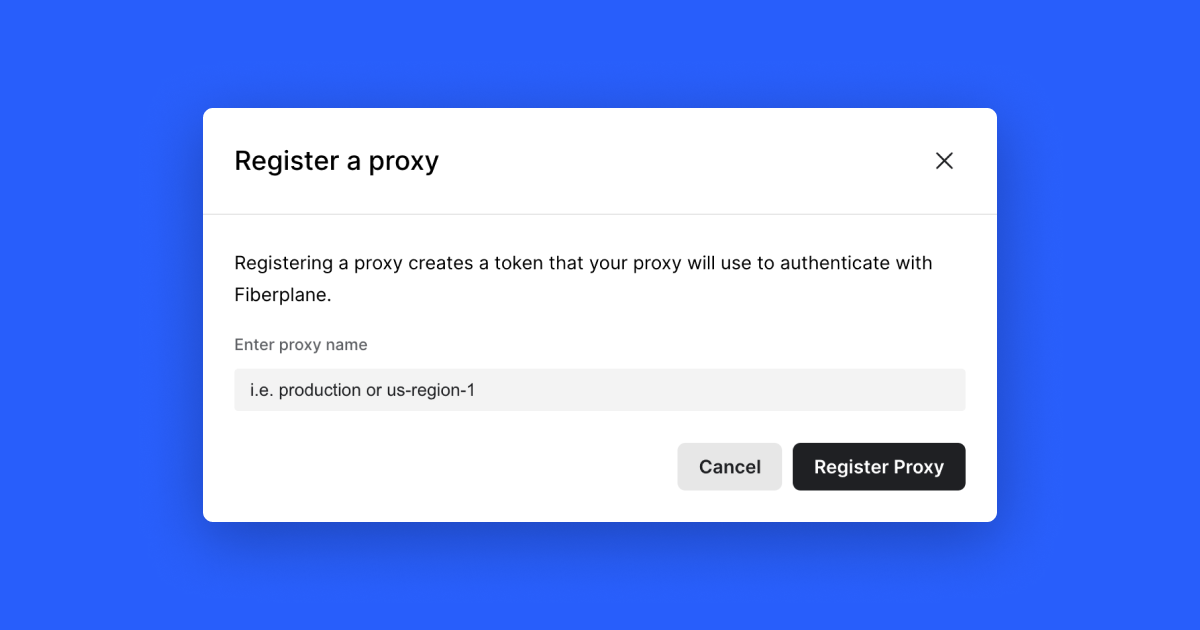 Register a proxy
Registering a proxy creates a token that your proxy will use to authenticate with
Fiberplane.
Enter proxy name
i.e. production or us-region-1
Cancel
Register Proxy